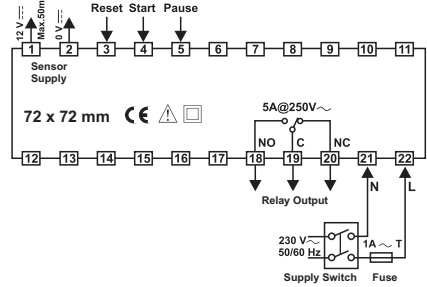 12 V
Max.50m
0 V
Reset Start Pause
1 2 3 4 5 6 7 8 9 10 11
Sensor
Supply
5A@250V～
72 x 72 mm CE
NO C NC
12 13 14 15 16 17 18 19 20 21 22
Relay Output
N L
230 V～
50/60 Hz
1A ～ T
Supply Switch Fuse